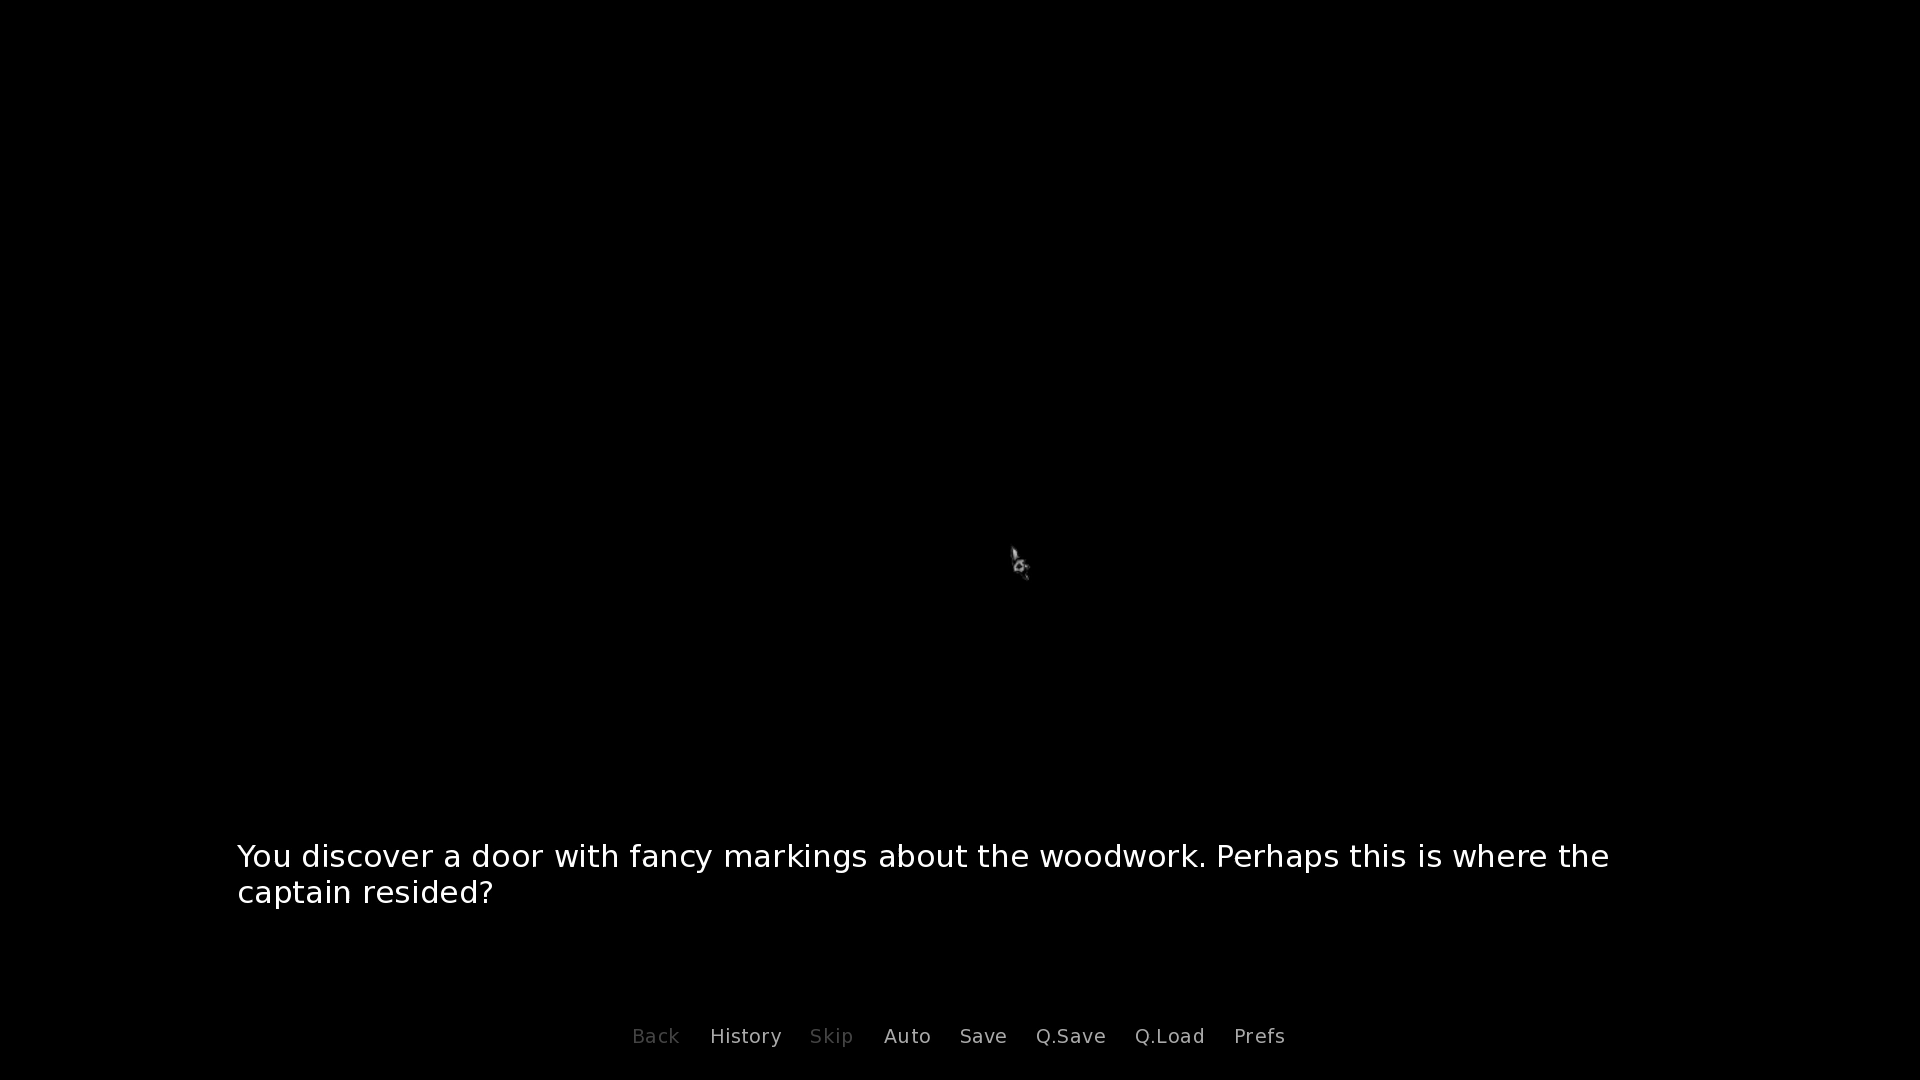 You discover a door with fancy markings about the woodwork. Perhaps this is where the
captain resided?
Back History Skip Auto Save Q.Save Q.Load Prefs